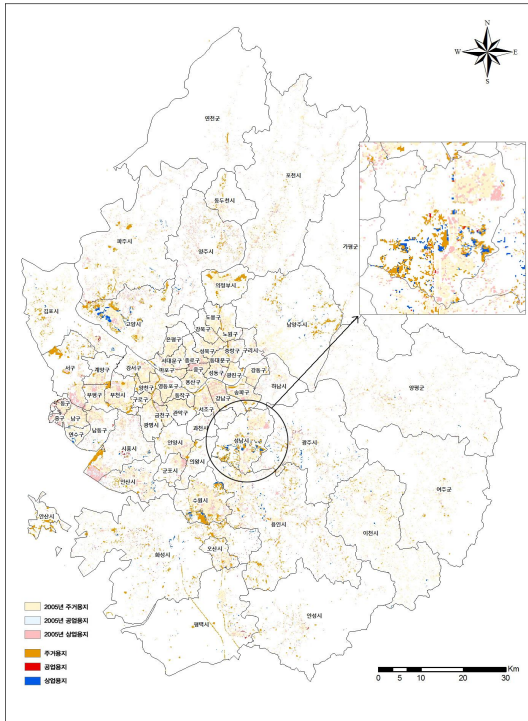 N
W
E
S
연천군
포천시
동두천시
파주시
양주시
가평군
의정부시
김포시
고양시
남양주시
도봉구
강북구
노원구
은평구
성북구
중랑구
구리시
서대문구
종로구
동대문구
서구
계양구
강서구
마포구
중구
성동구
광진구
강동구
용산구
부평구
부천시
양천구
영등포구
하남시
양평군
구로구
동작구
강남구
송파구
동구
중구
남구
금천구
관악구
서초구
연수구
남동구
광명시
과천시
성남시
광주시
시흥시
안양시
의왕시
군포시
안산시
여주군
수원시
안산시
용인시
이천시
화성시
오산시
안성시
평택시
2005년 주거용지
2005년 공업용지
2005년 상업용지
주거용지
공업용지
상업용지
Km
0 5 10 20 30